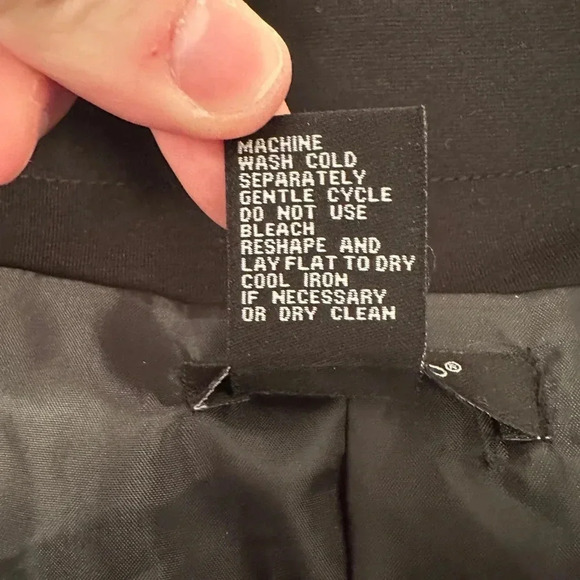 MACHINE
WASH COLD
SEPARATELY
GENTLE CYCLE
DO NOT USE
BLEACH
RESHAPE AND
LAY FLAT TO DRY
COOL IRON
IF NECESSARY
OR DRY CLEAN
®